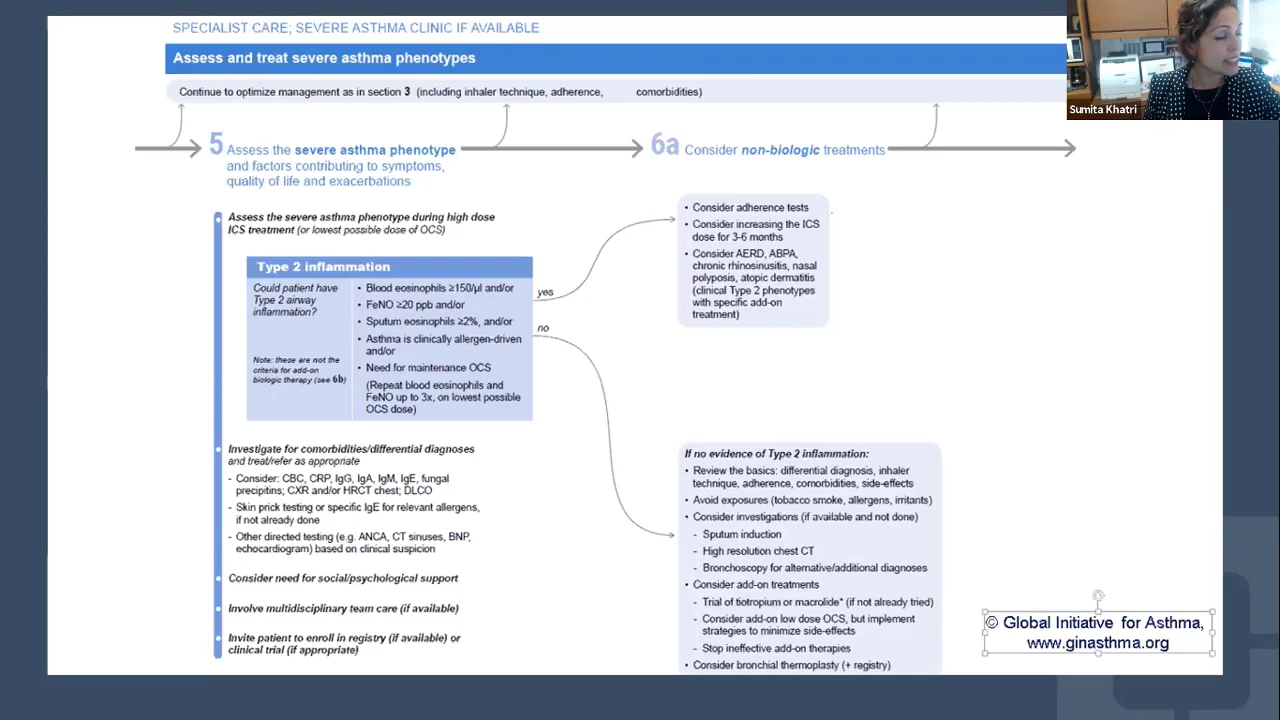 SPECIALIST CARE; SEVERE ASTHMA CLINIC IF AVAILABLE
Assess and treat severe asthma phenotypes
Continue to optimize management as in section 3 (including inhaler technique, adherence, comorbidities)
Sumita Khatri
5 Assess the severe asthma phenotype
and factors contributing to symptoms,
quality of life and exacerbations
6a Consider non-biologic treatments
Assess the severe asthma phenotype during high dose
ICS treatment (or lowest possible dose of OCS)
Type 2 inflammation
Could patient have
Type 2 airway
inflammation?
Note: these are not the
criteria for add-on
biologic therapy (see 6b)
• Blood eosinophils ≥150/μl and/or
• FeNO ≥20 ppb and/or
• Sputum eosinophils ≥2%, and/or
• Asthma is clinically allergen-driven
and/or
• Need for maintenance OCS
(Repeat blood eosinophils and
FeNO up to 3x, on lowest possible
OCS dose)
yes
no
• Consider adherence tests
• Consider increasing the ICS
dose for 3-6 months
• Consider AERD, ABPA,
chronic rhinosinusitis, nasal
polyposis, atopic dermatitis
(clinical Type 2 phenotypes
with specific add-on
treatment)
Investigate for comorbidities/differential diagnoses
and treat/refer as appropriate
- Consider: CBC, CRP, IgG, IgA, IgM, IgE, fungal
precipitins; CXR and/or HRCT chest; DLCO
- Skin prick testing or specific IgE for relevant allergens,
if not already done
- Other directed testing (e.g. ANCA, CT sinuses, BNP,
echocardiogram) based on clinical suspicion
Consider need for social/psychological support
Involve multidisciplinary team care (if available)
Invite patient to enroll in registry (if available) or
clinical trial (if appropriate)
If no evidence of Type 2 inflammation:
• Review the basics: differential diagnosis, inhaler
technique, adherence, comorbidities, side-effects
• Avoid exposures (tobacco smoke, allergens, irritants)
• Consider investigations (if available and not done)
- Sputum induction
- High resolution chest CT
- Bronchoscopy for alternative/additional diagnoses
• Consider add-on treatments
- Trial of tiotropium or macrolide* (if not already tried)
- Consider add-on low dose OCS, but implement
strategies to minimize side-effects
- Stop ineffective add-on therapies
• Consider bronchial thermoplasty (+ registry)
© Global Initiative for Asthma,
www.ginasthma.org